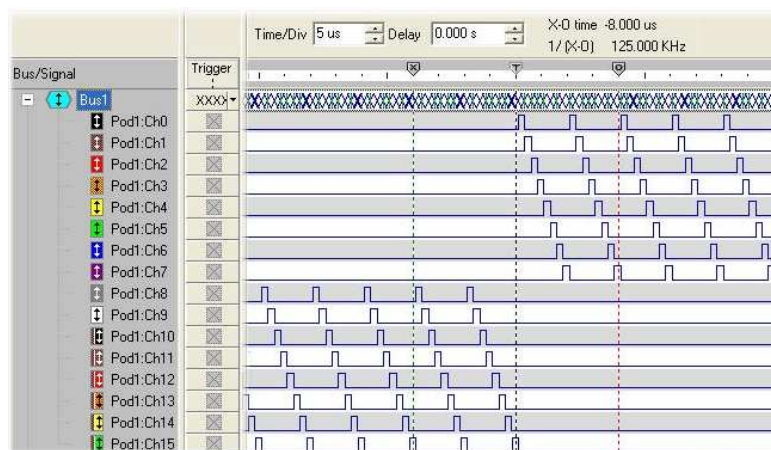 Time/Div 5 us Delay 0.000 s X-O time -8.000 us
1/ (X-O) 125.000 KHz
Bus/Signal Trigger X T O
Bus1 XXXX
Pod1:Ch0
Pod1:Ch1
Pod1:Ch2
Pod1:Ch3
Pod1:Ch4
Pod1:Ch5
Pod1:Ch6
Pod1:Ch7
Pod1:Ch8
Pod1:Ch9
Pod1:Ch10
Pod1:Ch11
Pod1:Ch12
Pod1:Ch13
Pod1:Ch14
Pod1:Ch15